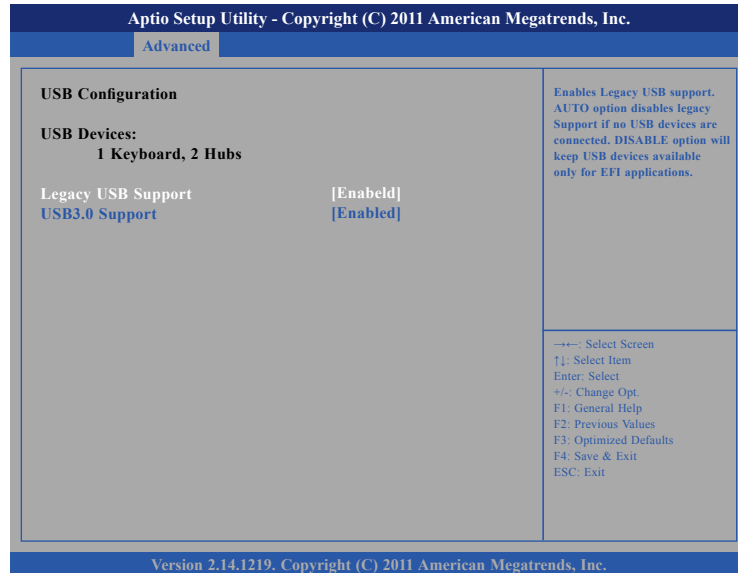 Aptio Setup Utility - Copyright (C) 2011 American Megatrends, Inc.
Advanced
USB Configuration
USB Devices:
1 Keyboard, 2 Hubs
Legacy USB Support [Enabeld]
USB3.0 Support [Enabled]
Enables Legacy USB support.
AUTO option disables legacy
Support if no USB devices are
connected. DISABLE option will
keep USB devices available
only for EFI applications.
→←: Select Screen
↑↓: Select Item
Enter: Select
+/-: Change Opt.
F1: General Help
F2: Previous Values
F3: Optimized Defaults
F4: Save & Exit
ESC: Exit
Version 2.14.1219. Copyright (C) 2011 American Megatrends, Inc.